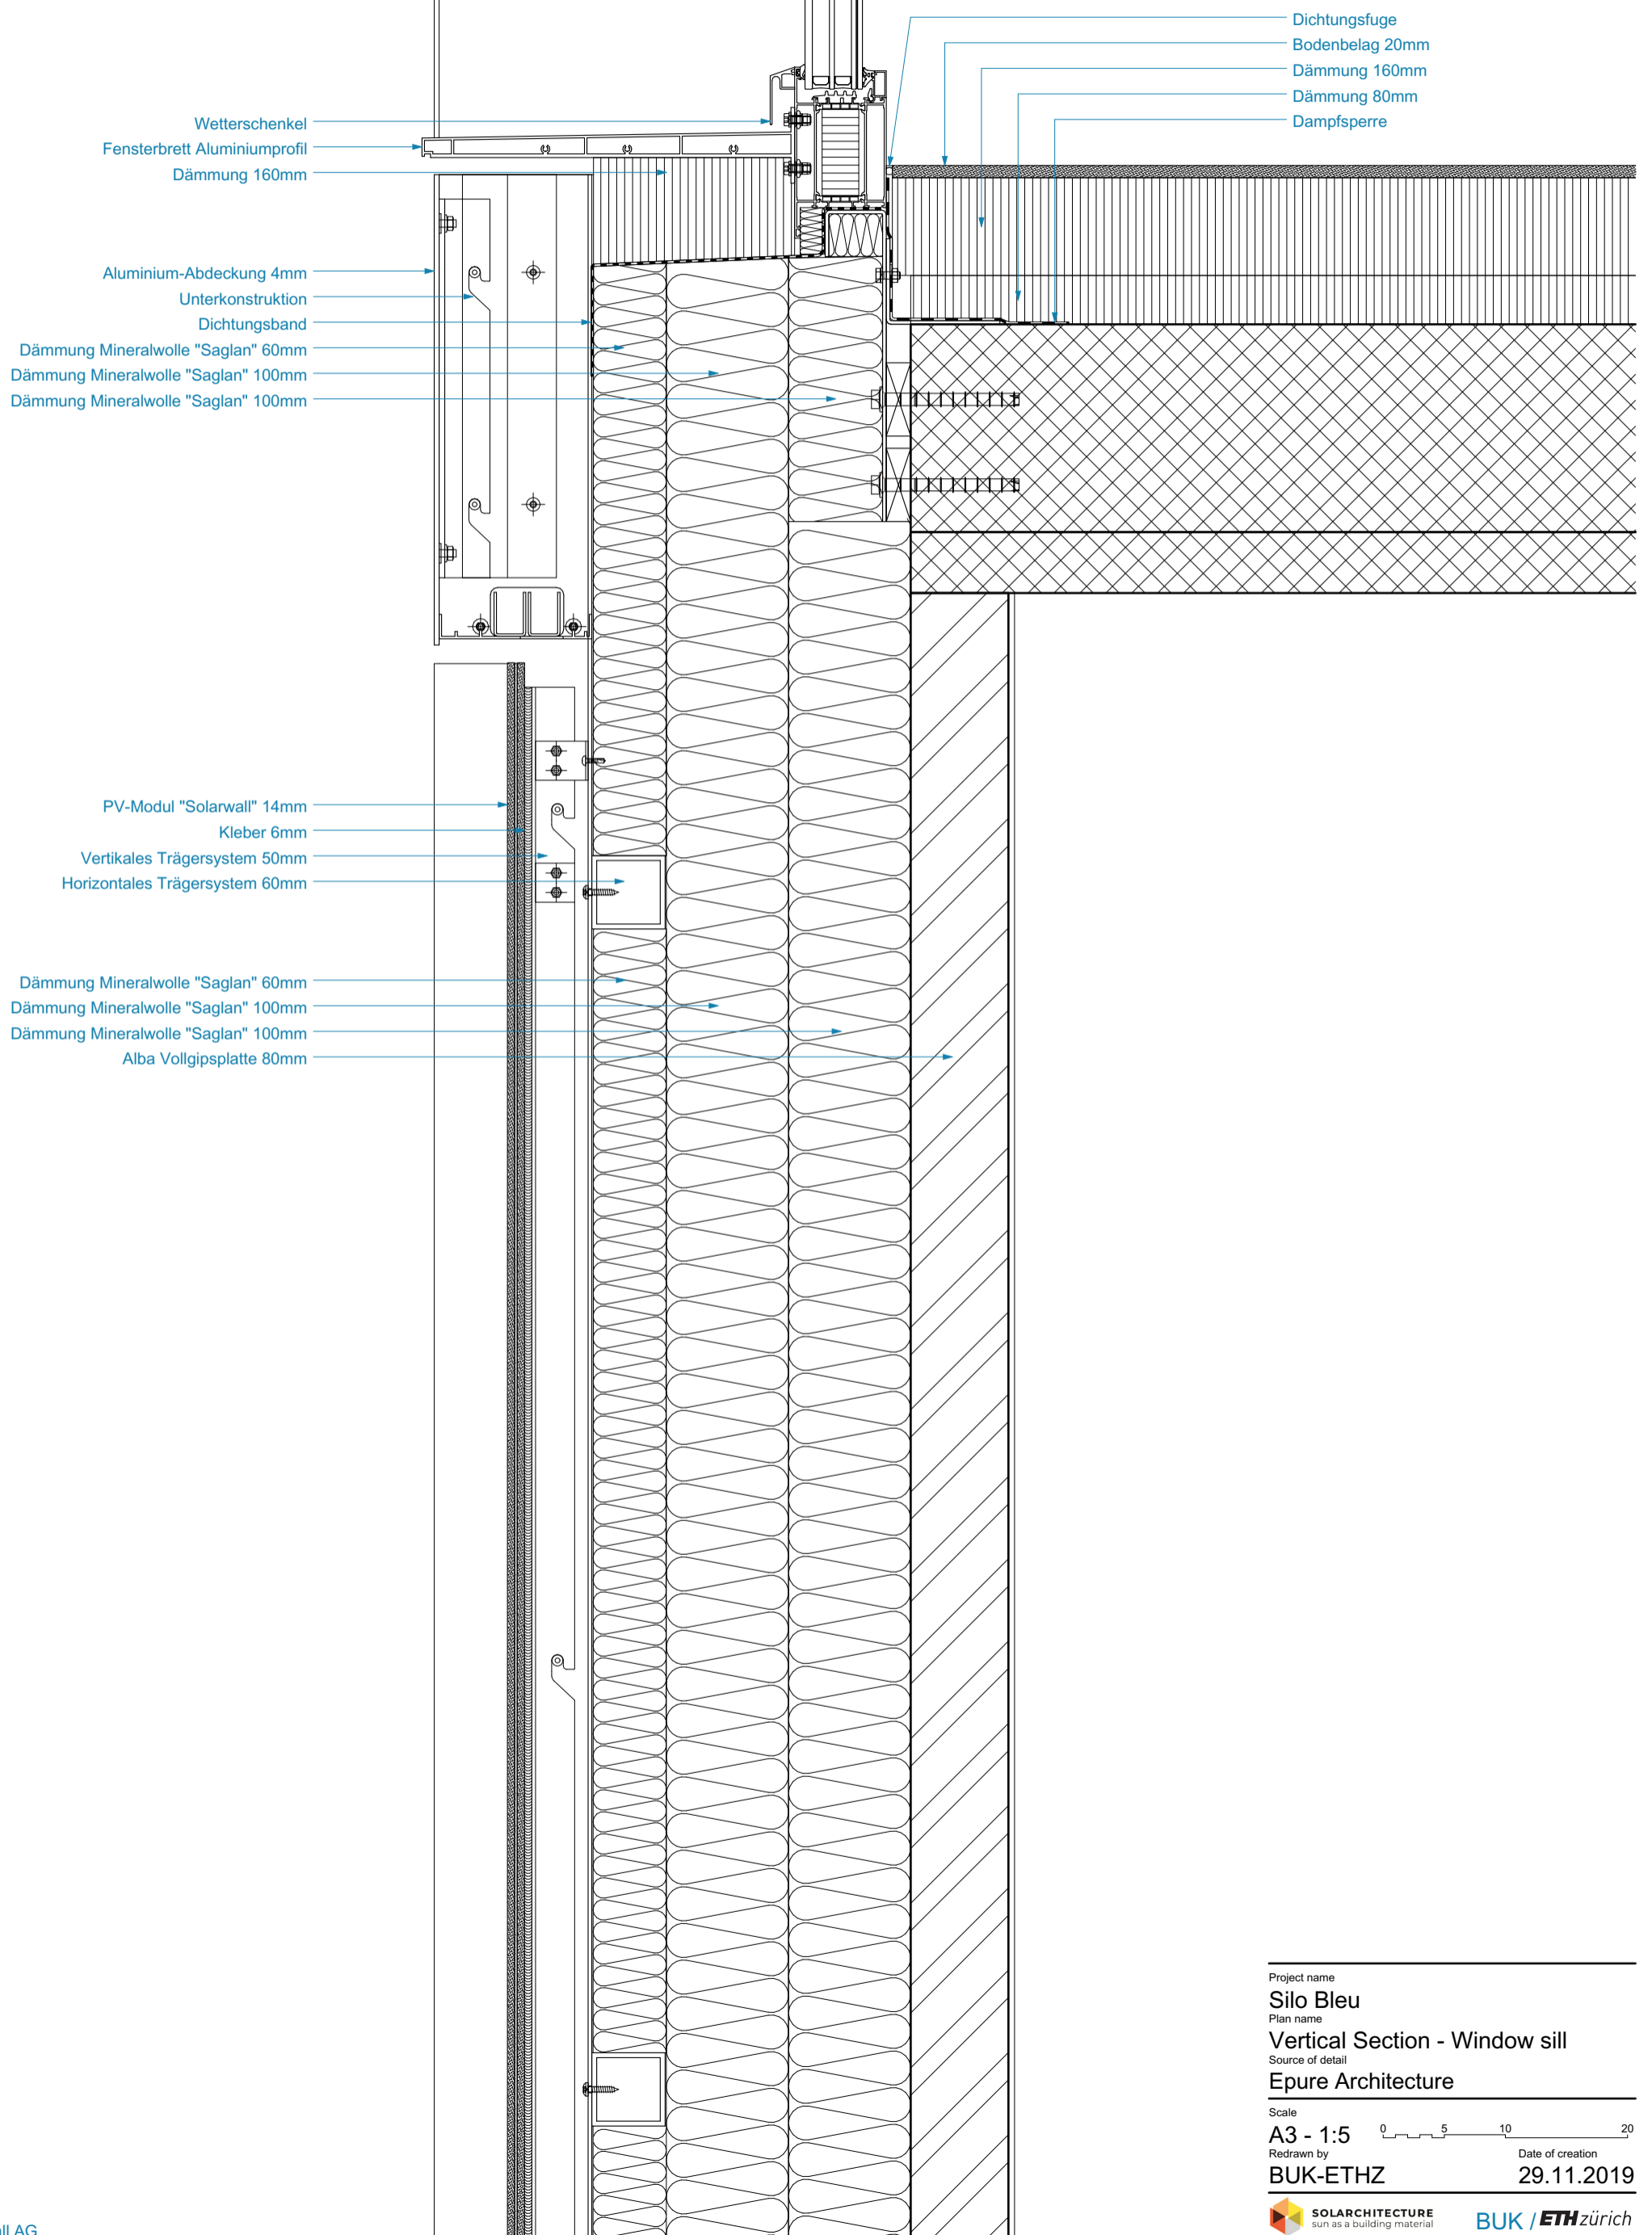 Dichtungsfuge
Bodenbelag 20mm
Dämmung 160mm
Dämmung 80mm
Dampfsperre
Wetterschenkel
Fensterbrett Aluminiumprofil
Dämmung 160mm
Aluminium-Abdeckung 4mm
Unterkonstruktion
Dichtungsband
Dämmung Mineralwolle "Saglan" 60mm
Dämmung Mineralwolle "Saglan" 100mm
Dämmung Mineralwolle "Saglan" 100mm
PV-Modul "Solarwall" 14mm
Kleber 6mm
Vertikales Trägersystem 50mm
Horizontales Trägersystem 60mm
Dämmung Mineralwolle "Saglan" 60mm
Dämmung Mineralwolle "Saglan" 100mm
Dämmung Mineralwolle "Saglan" 100mm
Alba Vollgipsplatte 80mm
Project name
Silo Bleu
Plan name
Vertical Section - Window sill
Source of detail
Epure Architecture
Scale
A3 - 1:5
0 5 10 20
Redrawn by Date of creation
BUK-ETHZ 29.11.2019
SOLARCHITECTURE
sun as a building material
BUK / ETH zürich
AG